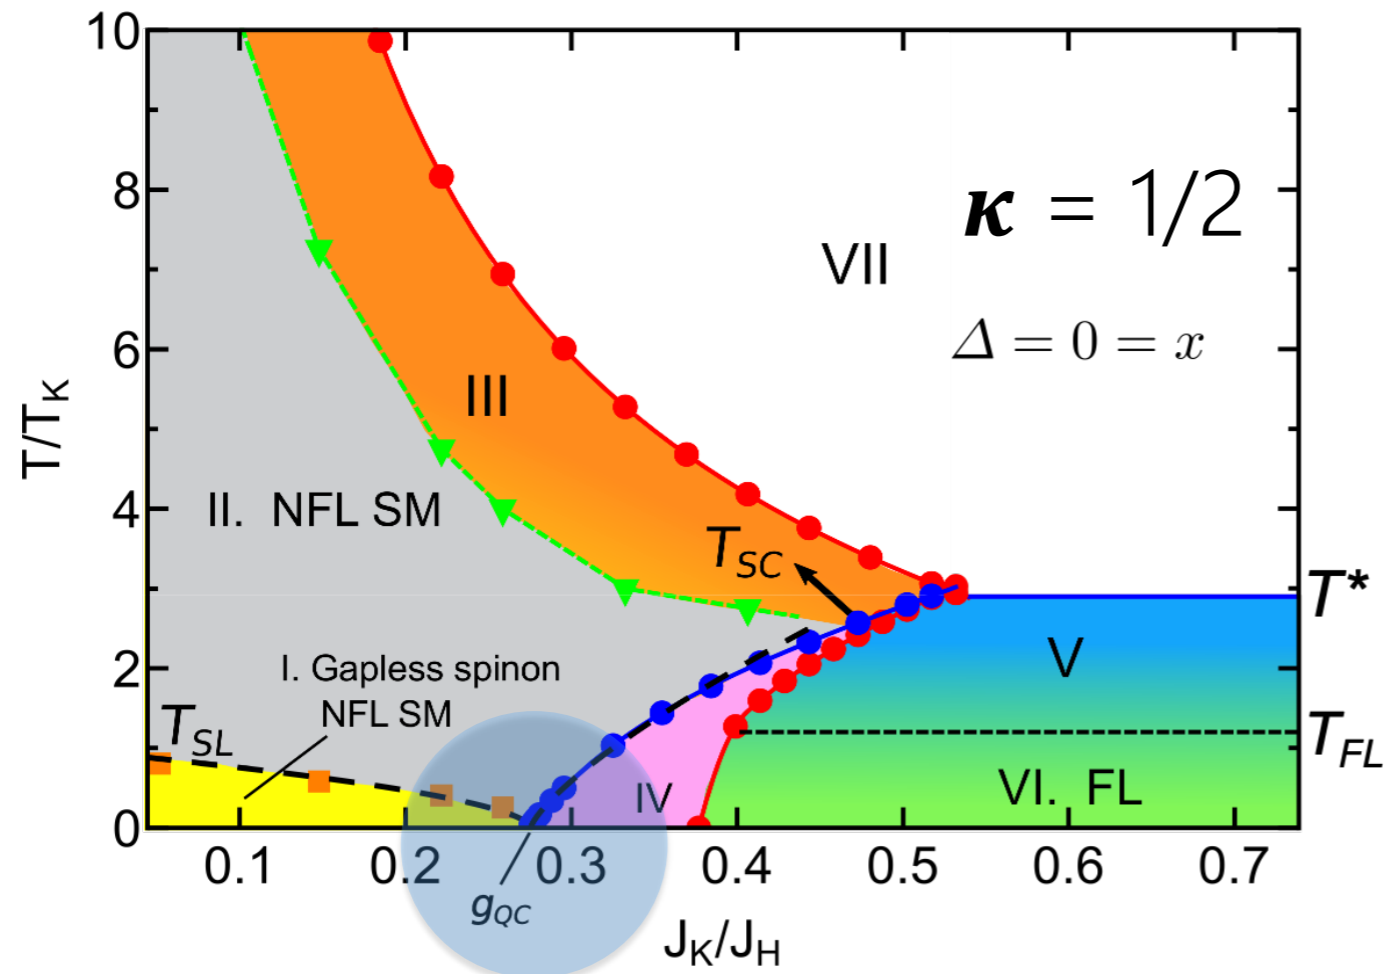 10
8
6
4
2
0
T/T_K
VII
κ = 1/2
Δ = 0 = x
III
II. NFL SM
T_SC
T*
V
I. Gapless spinon
NFL SM
T_SL
T_FL
IV
VI. FL
0.1 0.2 0.3 0.4 0.5 0.6 0.7
g_QC
J_K/J_H